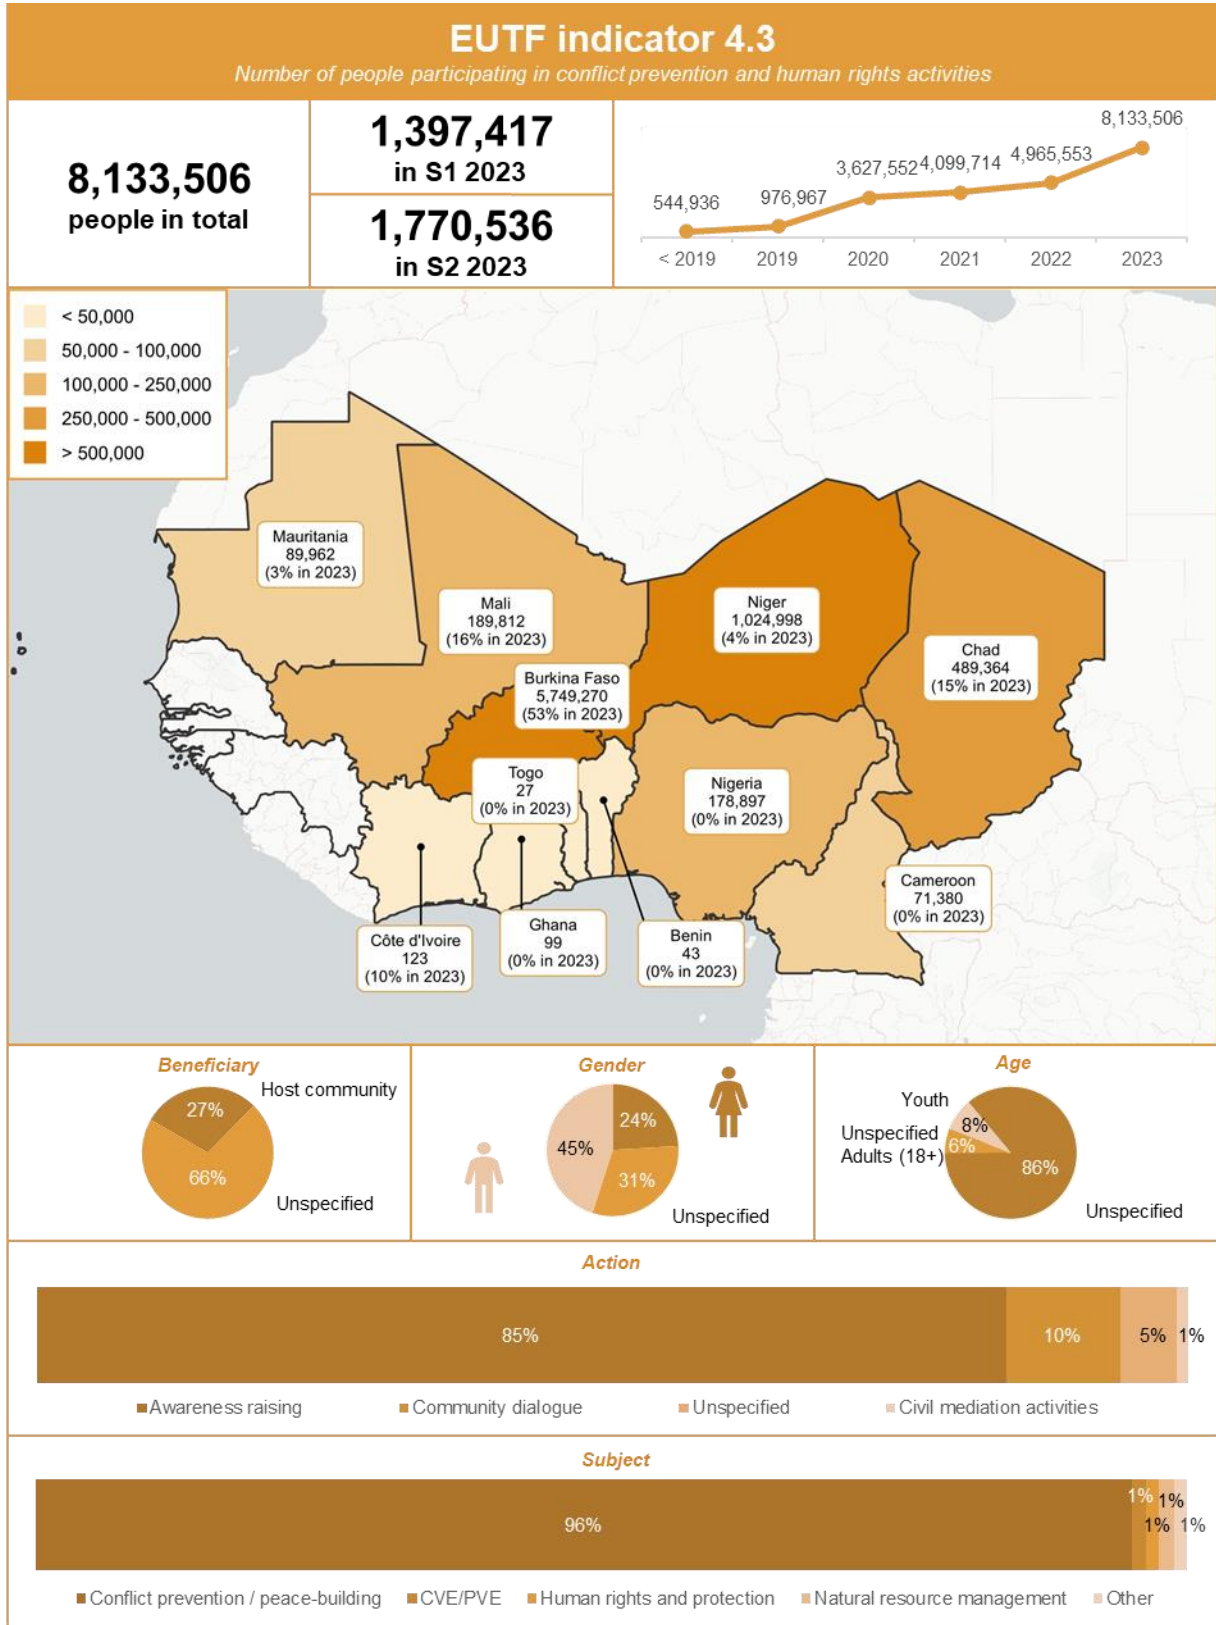 EUTF indicator 4.3
Number of people participating in conflict prevention and human rights activities
8,133,506
people in total
1,397,417
in S1 2023
1,770,536
in S2 2023
544,936
976,967
3,627,552
4,099,714
4,965,553
8,133,506
< 2019
2019
2020
2021
2022
2023
< 50,000
50,000 - 100,000
100,000 - 250,000
250,000 - 500,000
> 500,000
Mauritania
89,962
(3% in 2023)
Mali
189,812
(16% in 2023)
Niger
1,024,998
(4% in 2023)
Chad
489,364
(15% in 2023)
Burkina Faso
5,749,270
(53% in 2023)
Togo
27
(0% in 2023)
Nigeria
178,897
(0% in 2023)
Cameroon
71,380
(0% in 2023)
Côte d'Ivoire
123
(10% in 2023)
Ghana
99
(0% in 2023)
Benin
43
(0% in 2023)
Beneficiary
Host community
27%
66%
Unspecified
Gender
24%
45%
31%
Unspecified
Age
Youth
8%
Unspecified
Adults (18+)
6%
86%
Unspecified
Action
85%
10%
5%
1%
Awareness raising
Community dialogue
Unspecified
Civil mediation activities
Subject
96%
1%
1%
1%
1%
Conflict prevention / peace-building
CVE/PVE
Human rights and protection
Natural resource management
Other